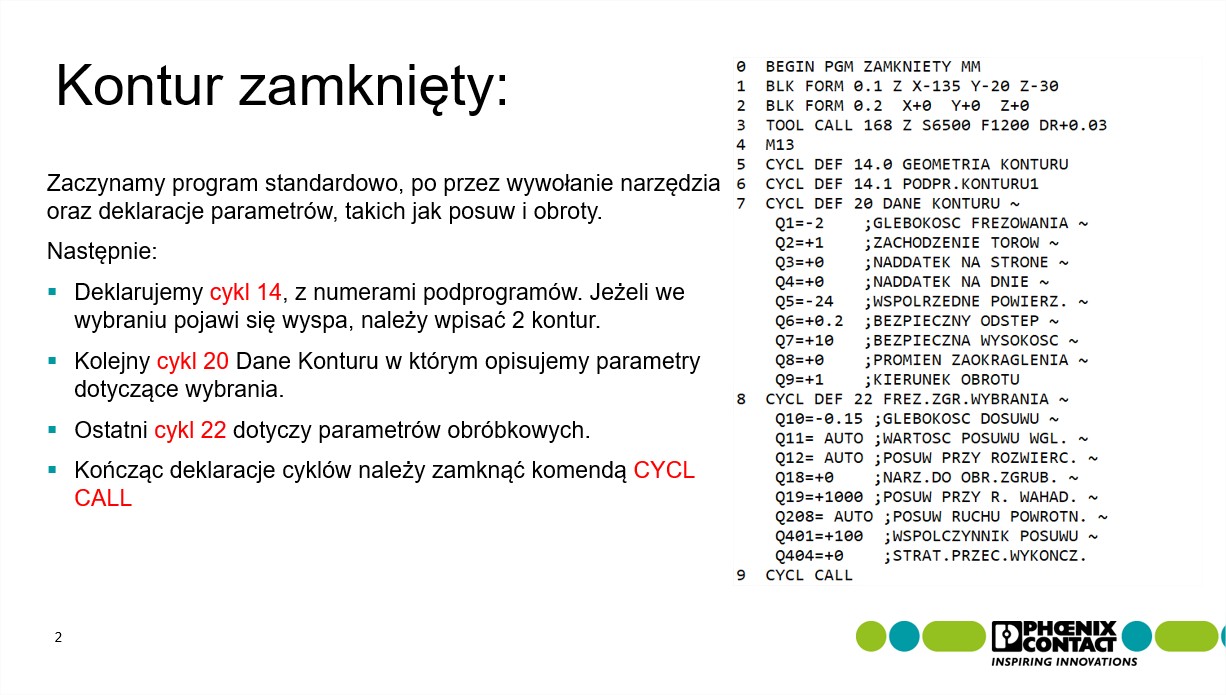 Kontur zamknięty:
Zaczynamy program standardowo, po przez wywołanie narzędzia
oraz deklaracje parametrów, takich jak posuw i obroty.
Następnie:
Deklarujemy cykl 14, z numerami podprogramów. Jeżeli we
wybraniu pojawi się wyspa, należy wpisać 2 kontur.
Kolejny cykl 20 Dane Konturu w którym opisujemy parametry
dotyczące wybrania.
Ostatni cykl 22 dotyczy parametrów obróbkowych.
Kończąc deklaracje cyklów należy zamknąć komendą CYCL
CALL
0 BEGIN PGM ZAMKNIETY MM
1 BLK FORM 0.1 Z X-135 Y-20 Z-30
2 BLK FORM 0.2 X+0 Y+0 Z+0
3 TOOL CALL 168 Z S6500 F1200 DR+0.03
4 M13
5 CYCL DEF 14.0 GEOMETRIA KONTURU
6 CYCL DEF 14.1 PODPR.KONTURU1
7 CYCL DEF 20 DANE KONTURU ~
Q1=-2 ;GLEBOKOSC FREZOWANIA ~
Q2=+1 ;ZACHODZENIE TOROW ~
Q3=+0 ;NADDATEK NA STRONE ~
Q4=+0 ;NADDATEK NA DNIE ~
Q5=-24 ;WSPOLRZEDNE POWIERZ. ~
Q6=+0.2 ;BEZPIECZNY ODSTEP ~
Q7=+10 ;BEZPIECZNA WYSOKOSC ~
Q8=+0 ;PROMIEN ZAOKRAGLENIA ~
Q9=+1 ;KIERUNEK OBROTU
8 CYCL DEF 22 FREZ.ZGR.WYBRANIA ~
Q10=-0.15 ;GLEBOKOSC DOSUWU ~
Q11= AUTO ;WARTOSC POSUWU WGL. ~
Q12= AUTO ;POSUW PRZY ROZWIERC. ~
Q18=+0 ;NARZ.DO OBR.ZGRUB. ~
Q19=+1000 ;POSUW PRZY R. WAHAD. ~
Q208= AUTO ;POSUW RUCHU POWROTN. ~
Q401=+100 ;WSPOLCZYNNIK POSUWU ~
Q404=+0 ;STRAT.PRZEC.WYKONCZ.
9 CYCL CALL
2
PHŒNIX
CONTACT
INSPIRING INNOVATIONS